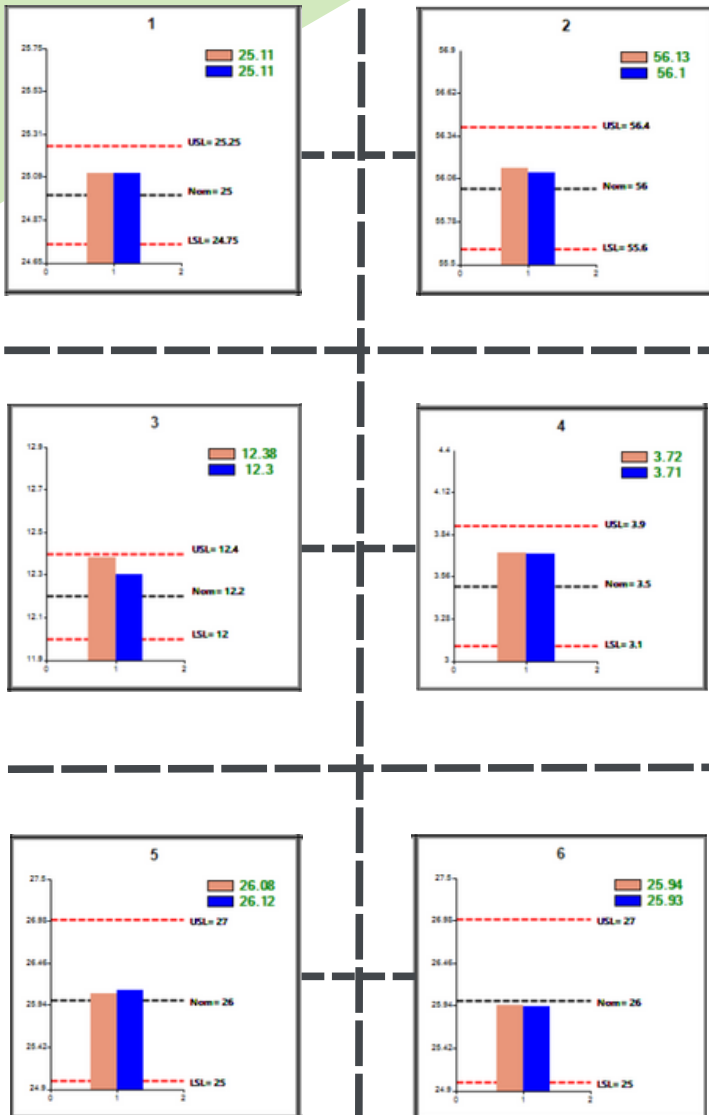 1
25.11
25.11
25.75
25.53
25.31
25.08
24.87
24.65
USL= 25.25
Nom= 25
LSL= 24.75
0 1 2
2
56.13
56.1
56.9
56.62
56.34
56.06
55.78
55.5
USL= 56.4
Nom= 56
LSL= 55.6
0 1 2
3
12.38
12.3
12.9
12.7
12.5
12.3
12.1
11.9
USL= 12.4
Nom= 12.2
LSL= 12
0 1 2
4
3.72
3.71
4.4
4.12
3.84
3.56
3.28
3
USL= 3.9
Nom= 3.5
LSL= 3.1
0 1 2
5
26.08
26.12
27.5
26.98
26.46
25.94
25.42
24.9
USL= 27
Nom= 26
LSL= 25
0 1 2
6
25.94
25.93
27.5
26.98
26.46
25.94
25.42
24.9
USL= 27
Nom= 26
LSL= 25
0 1 2